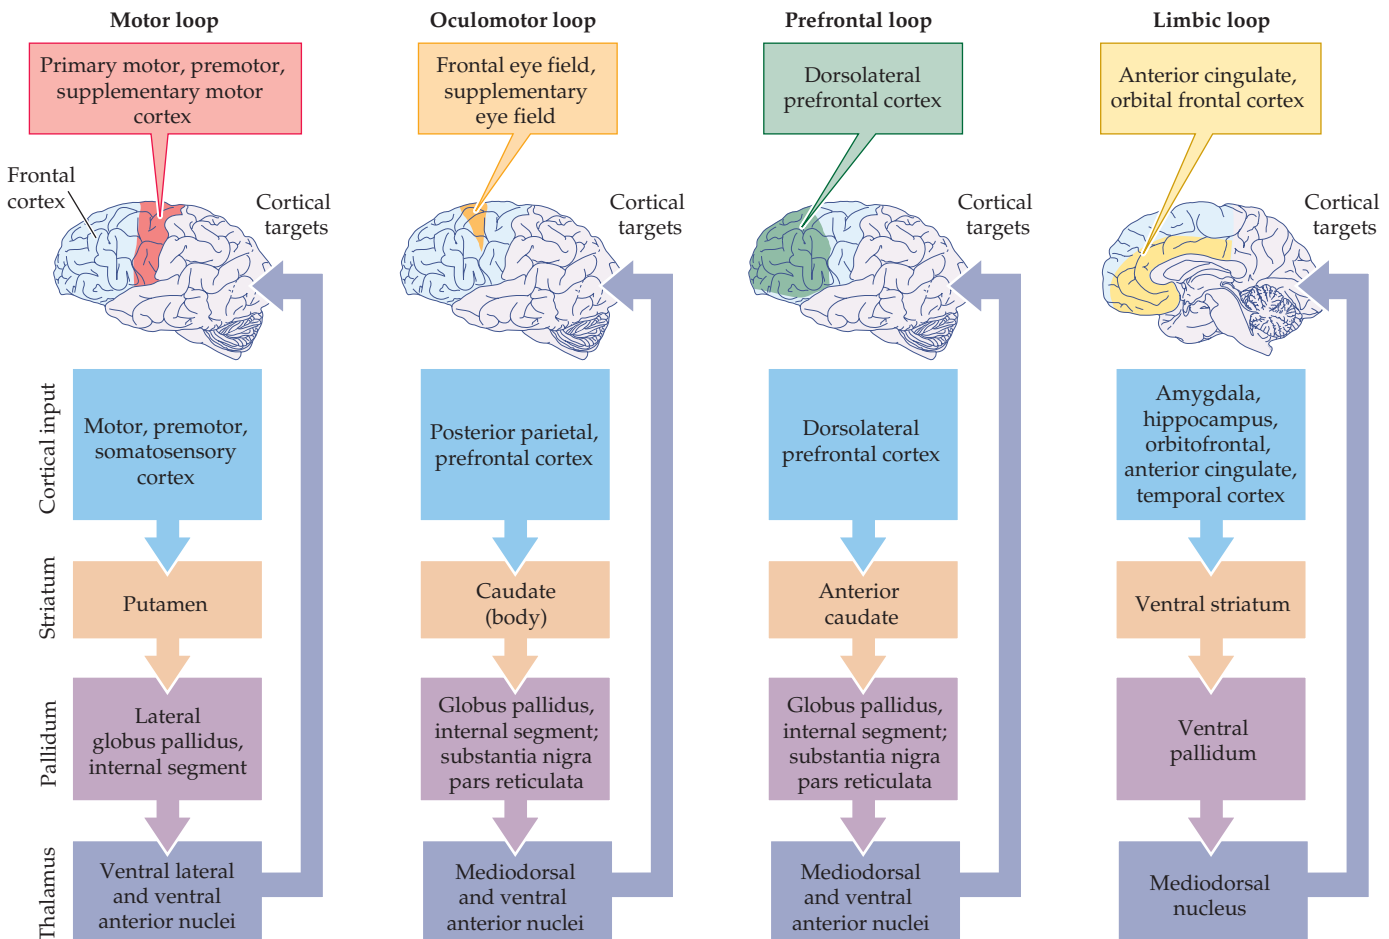 Motor loop
Primary motor, premotor,
supplementary motor
cortex
Frontal
cortex
Cortical
targets
Oculomotor loop
Frontal eye field,
supplementary
eye field
Cortical
targets
Prefrontal loop
Dorsolateral
prefrontal cortex
Cortical
targets
Limbic loop
Anterior cingulate,
orbital frontal cortex
Cortical
targets
Cortical input
Motor, premotor,
somatosensory
cortex
Posterior parietal,
prefrontal cortex
Dorsolateral
prefrontal cortex
Amygdala,
hippocampus,
orbitofrontal,
anterior cingulate,
temporal cortex
Striatum
Putamen
Caudate
(body)
Anterior
caudate
Ventral striatum
Pallidum
Lateral
globus pallidus,
internal segment
Globus pallidus,
internal segment;
substantia nigra
pars reticulata
Globus pallidus,
internal segment;
substantia nigra
pars reticulata
Ventral
pallidum
Thalamus
Ventral lateral
and ventral
anterior nuclei
Mediodorsal
and ventral
anterior nuclei
Mediodorsal
and ventral
anterior nuclei
Mediodorsal
nucleus